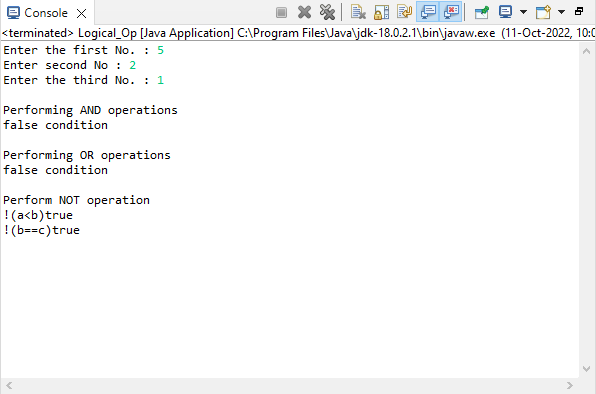 Console
<terminated> Logical_Op [Java Application] C:\Program Files\Java\jdk-18.0.2.1\bin\javaw.exe (11-Oct-2022, 10:0
Enter the first No. : 5
Enter second No : 2
Enter the third No. : 1
Performing AND operations
false condition
Performing OR operations
false condition
Perform NOT operation
!(a<b)true
!(b==c)true